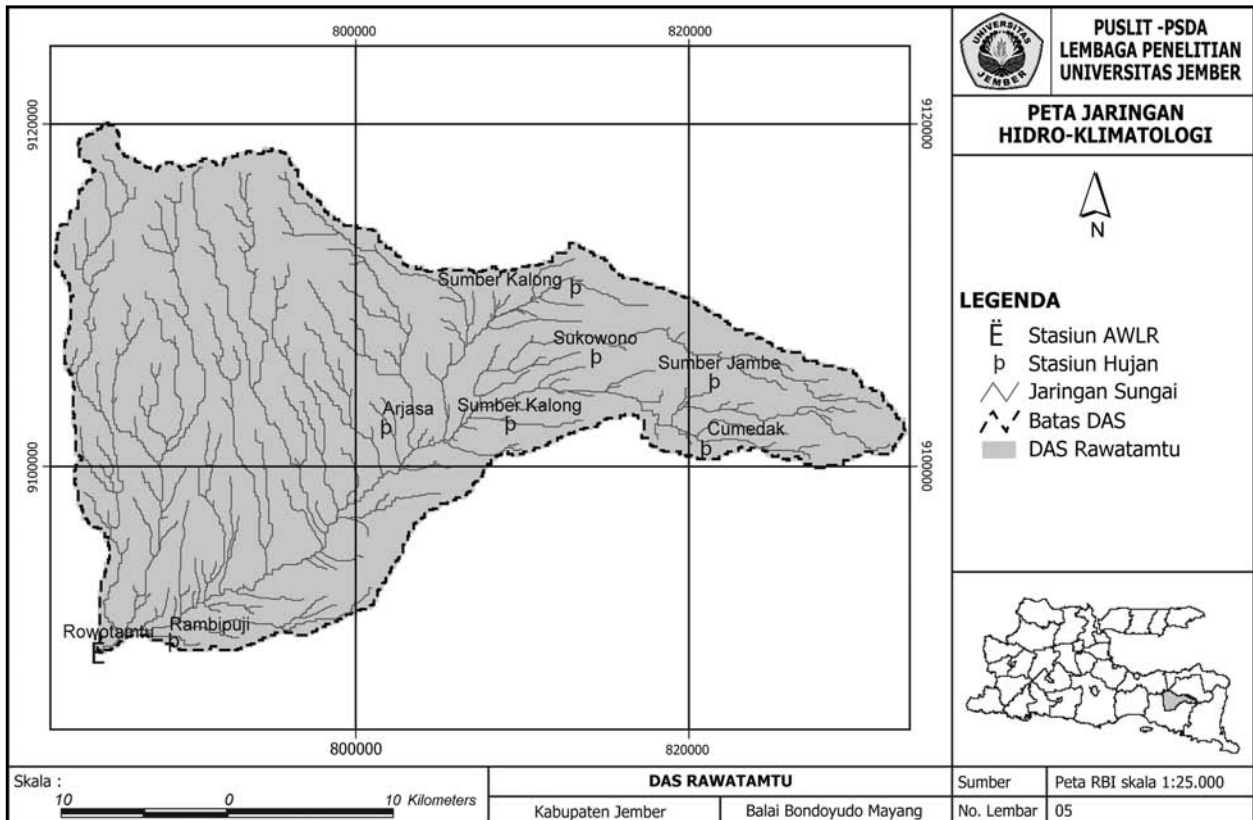 800000
820000
9120000
9120000
9100000
9100000
Sumber Kalong
Sukowono
Sumber Jambe
Arjasa
Sumber Kalong
Cumedak
Rowotamtu
Rambipuji
þ
þ
þ
þ
þ
þ
þ
Ë
800000
820000
UNIVERSITAS
JEMBER
PUSLIT -PSDA
LEMBAGA PENELITIAN
UNIVERSITAS JEMBER
PETA JARINGAN
HIDRO-KLIMATOLOGI
N
LEGENDA
Ë Stasiun AWLR
þ Stasiun Hujan
Jaringan Sungai
Batas DAS
DAS Rawatamtu
Skala :
10 0 10 Kilometers
DAS RAWATAMTU
Kabupaten Jember
Balai Bondoyudo Mayang
Sumber
Peta RBI skala 1:25.000
No. Lembar
05